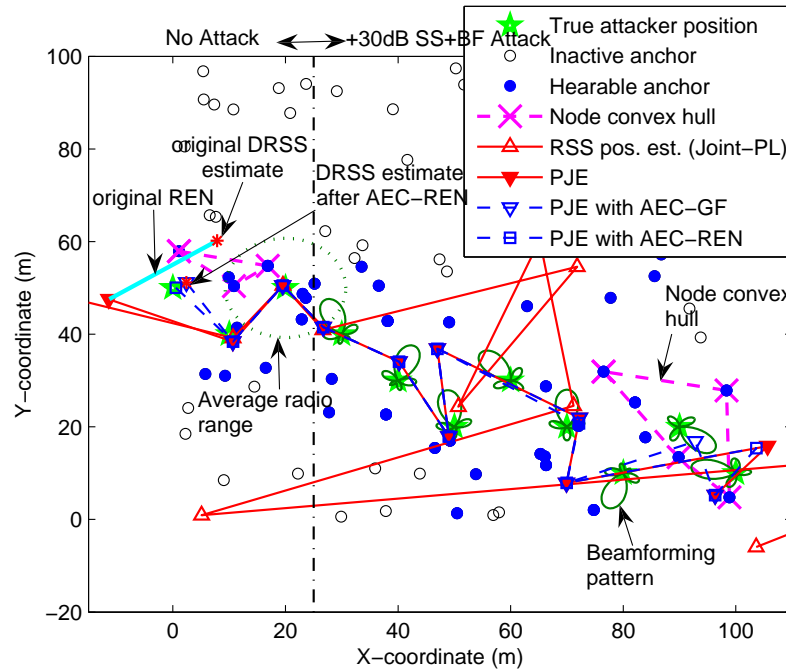 No Attack
+30dB SS+BF Attack
True attacker position
Inactive anchor
Hearable anchor
Node convex hull
RSS pos. est. (Joint−PL)
PJE
PJE with AEC−GF
PJE with AEC−REN
original DRSS
estimate
original REN
DRSS estimate
after AEC−REN
Node convex
hull
Average radio
range
Beamforming
pattern
100
80
60
40
20
0
−20
Y−coordinate (m)
0
20
40
60
80
100
X−coordinate (m)